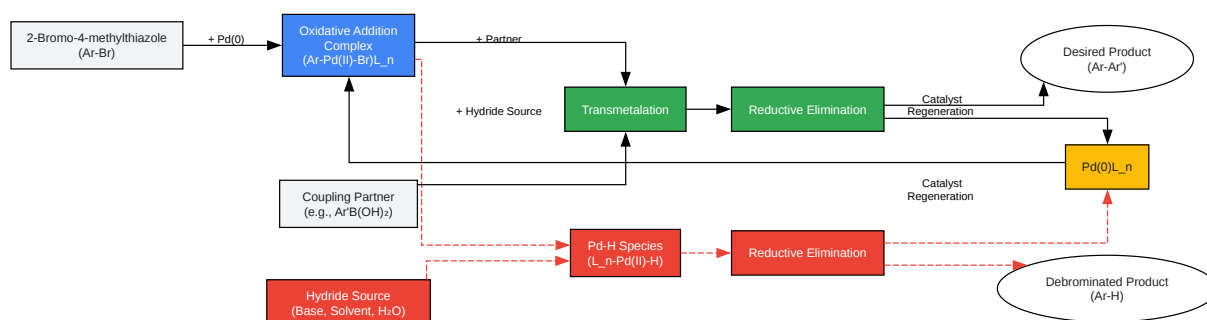 2-Bromo-4-methylthiazole
(Ar-Br)
+ Pd(0)
Oxidative Addition
Complex
(Ar-Pd(II)-Br)L_n
+ Partner
+ Hydride Source
Transmetalation
Reductive Elimination
Catalyst
Regeneration
Desired Product
(Ar-Ar')
Pd(0)L_n
Coupling Partner
(e.g., Ar'B(OH)₂)
Catalyst
Regeneration
Pd-H Species
(L_n-Pd(II)-H)
Reductive Elimination
Hydride Source
(Base, Solvent, H₂O)
Debrominated Product
(Ar-H)